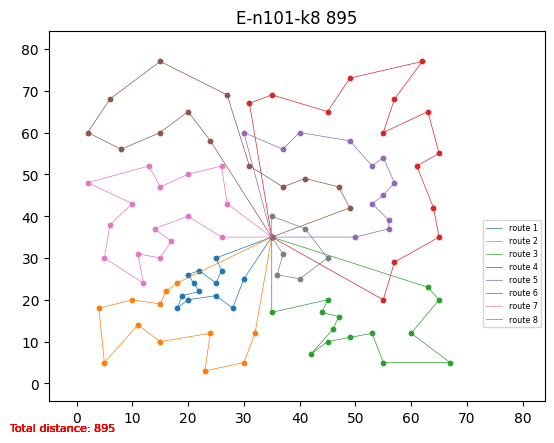 E-n101-k8 895
80
70
60
50
40
30
20
10
0
route 1
route 2
route 3
route 4
route 5
route 6
route 7
route 8
0 10 20 30 40 50 60 70 80
Total distance: 895